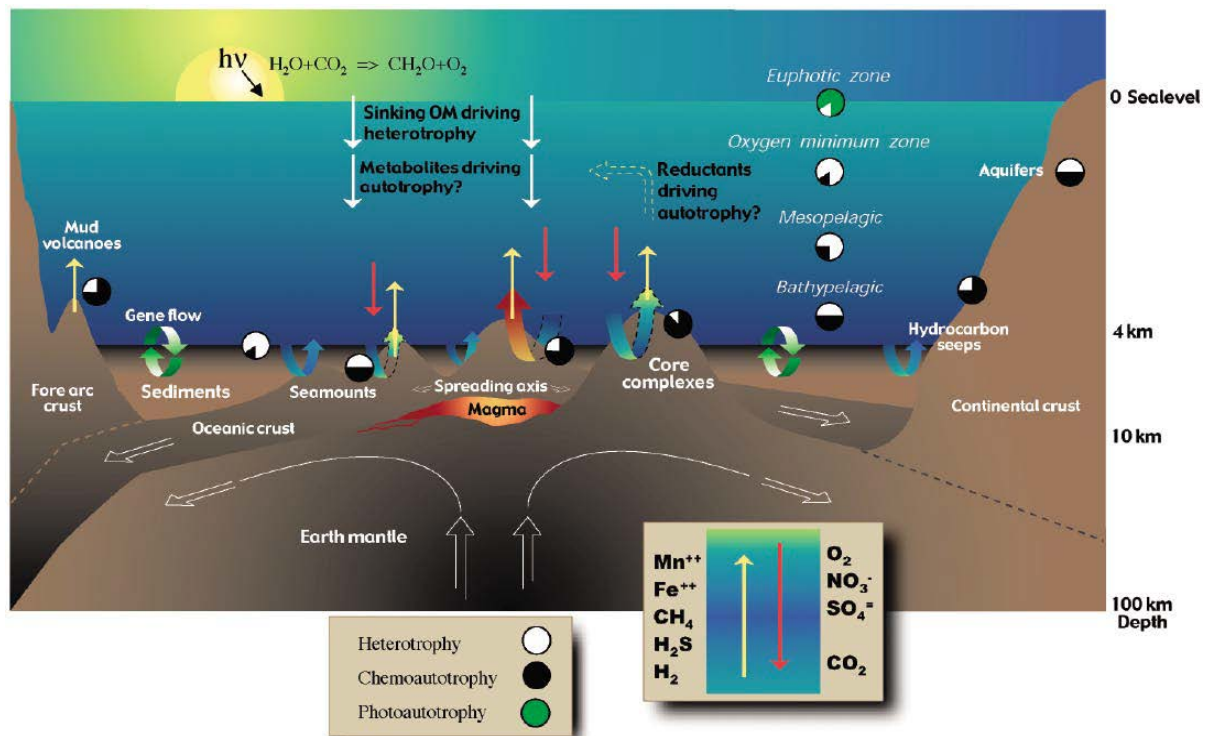 hν
H₂O+CO₂ => CH₂O+O₂
Euphotic zone
0 Sealevel
Sinking OM driving
heterotrophy
Oxygen minimum zone
Metabolites driving
autotrophy?
Reductants
driving
autotrophy?
Aquifers
Mud
volcanoes
Mesopelagic
Bathypelagic
Gene flow
4 km
Hydrocarbon
seeps
Core
complexes
Fore arc
crust
Sediments
Seamounts
Spreading axis
Magma
Continental crust
Oceanic crust
10 km
Earth mantle
100 km
Depth
Heterotrophy
Chemoautotrophy
Photoautotrophy
Mn⁺⁺
Fe⁺⁺
CH₄
H₂S
H₂
O₂
NO₃⁻
SO₄⁼
CO₂